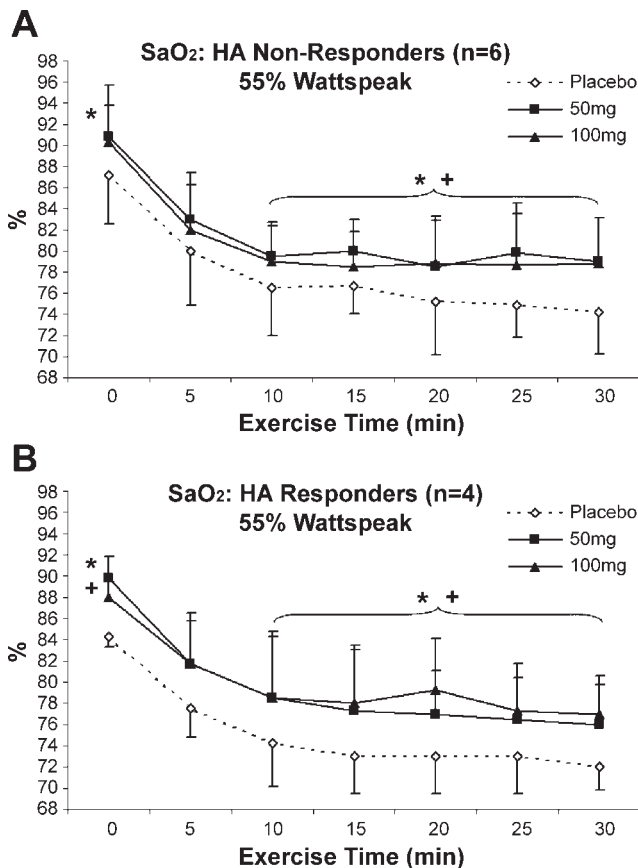 A
SaO2: HA Non-Responders (n=6)
55% Wattspeak
Placebo
50mg
100mg
98
96
94
92
90
88
86
84
82
80
78
76
74
72
70
68
%
*
* +
0 5 10 15 20 25 30
Exercise Time (min)
B
SaO2: HA Responders (n=4)
55% Wattspeak
Placebo
50mg
100mg
98
96
94
92
90
88
86
84
82
80
78
76
74
72
70
68
%
*
+
* +
0 5 10 15 20 25 30
Exercise Time (min)